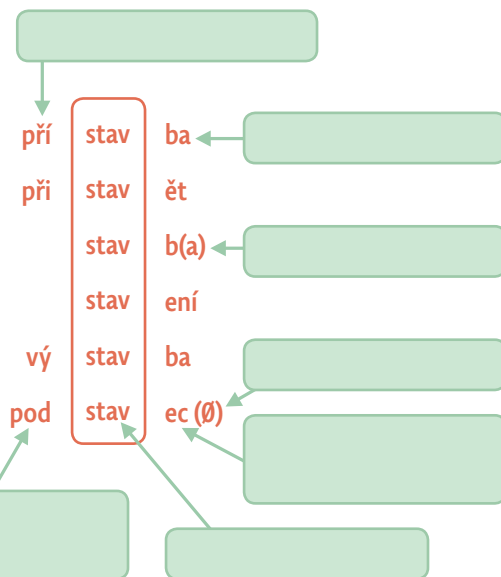 pří stav ba
při stav ět
stav b(a)
stav ení
vý stav ba
pod stav ec (Ø)